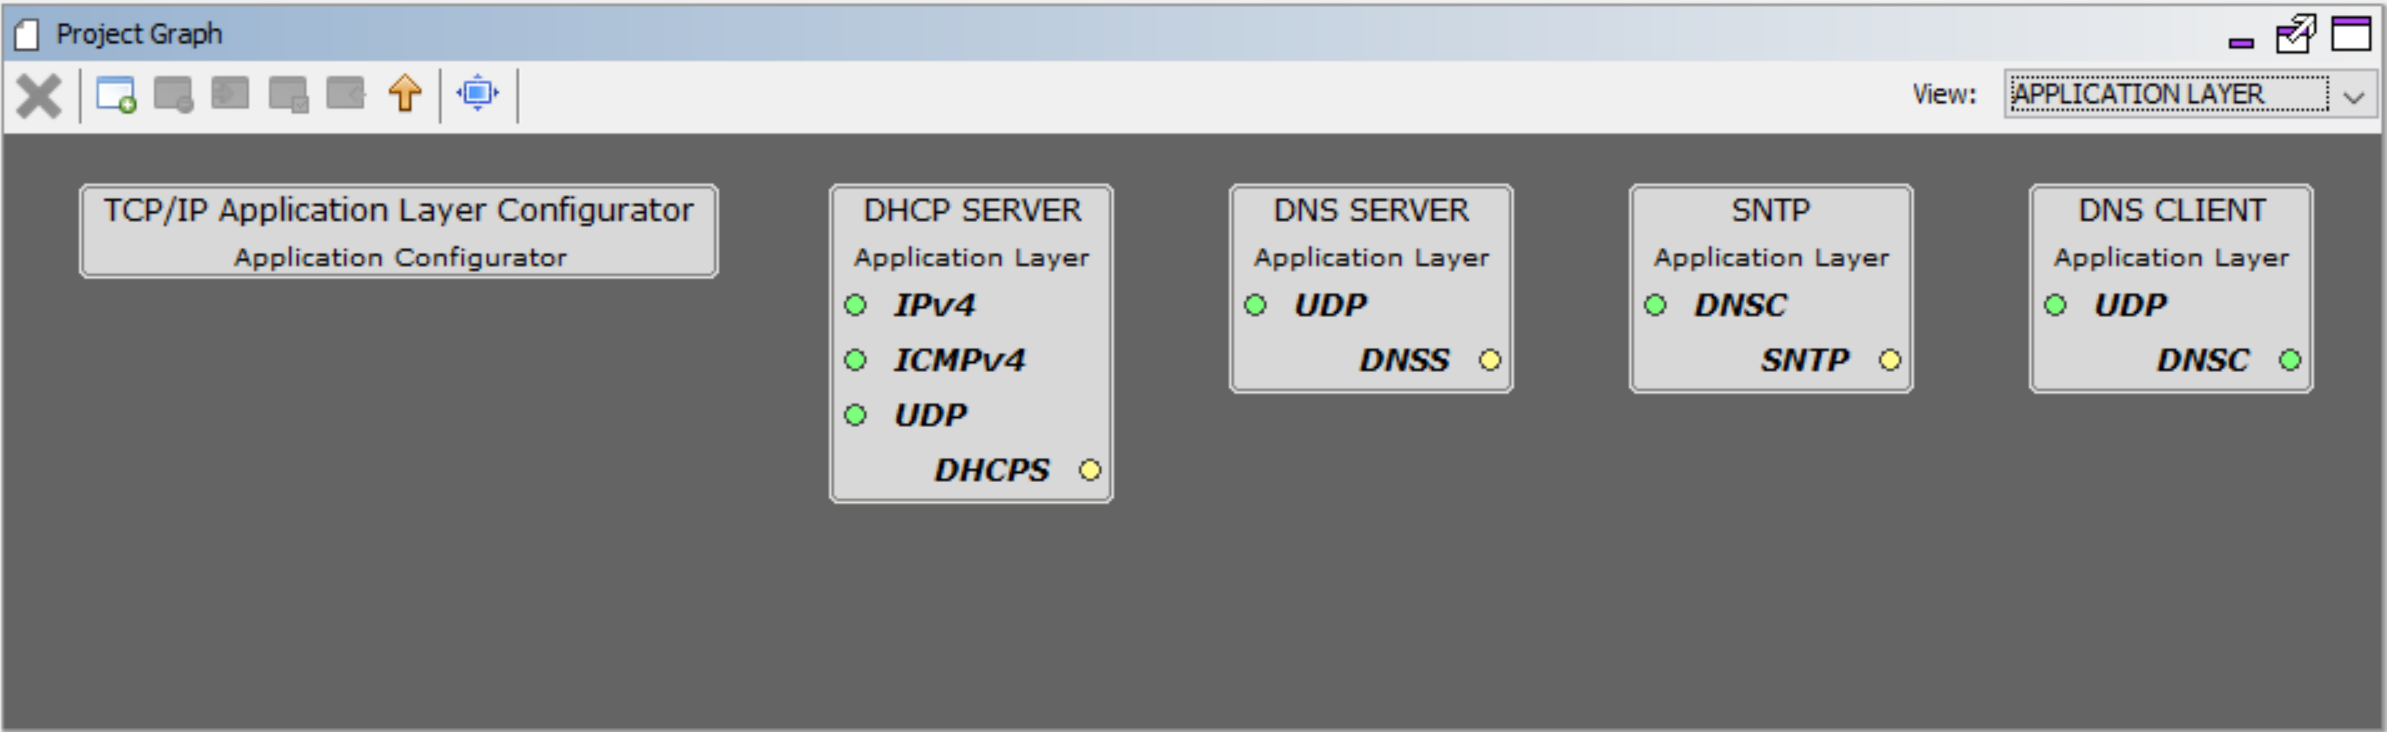 Project Graph
View: APPLICATION LAYER
TCP/IP Application Layer Configurator
Application Configurator
DHCP SERVER
Application Layer
IPv4
ICMPv4
UDP
DHCPS
DNS SERVER
Application Layer
UDP
DNSS
SNTP
Application Layer
DNSC
SNTP
DNS CLIENT
Application Layer
UDP
DNSC